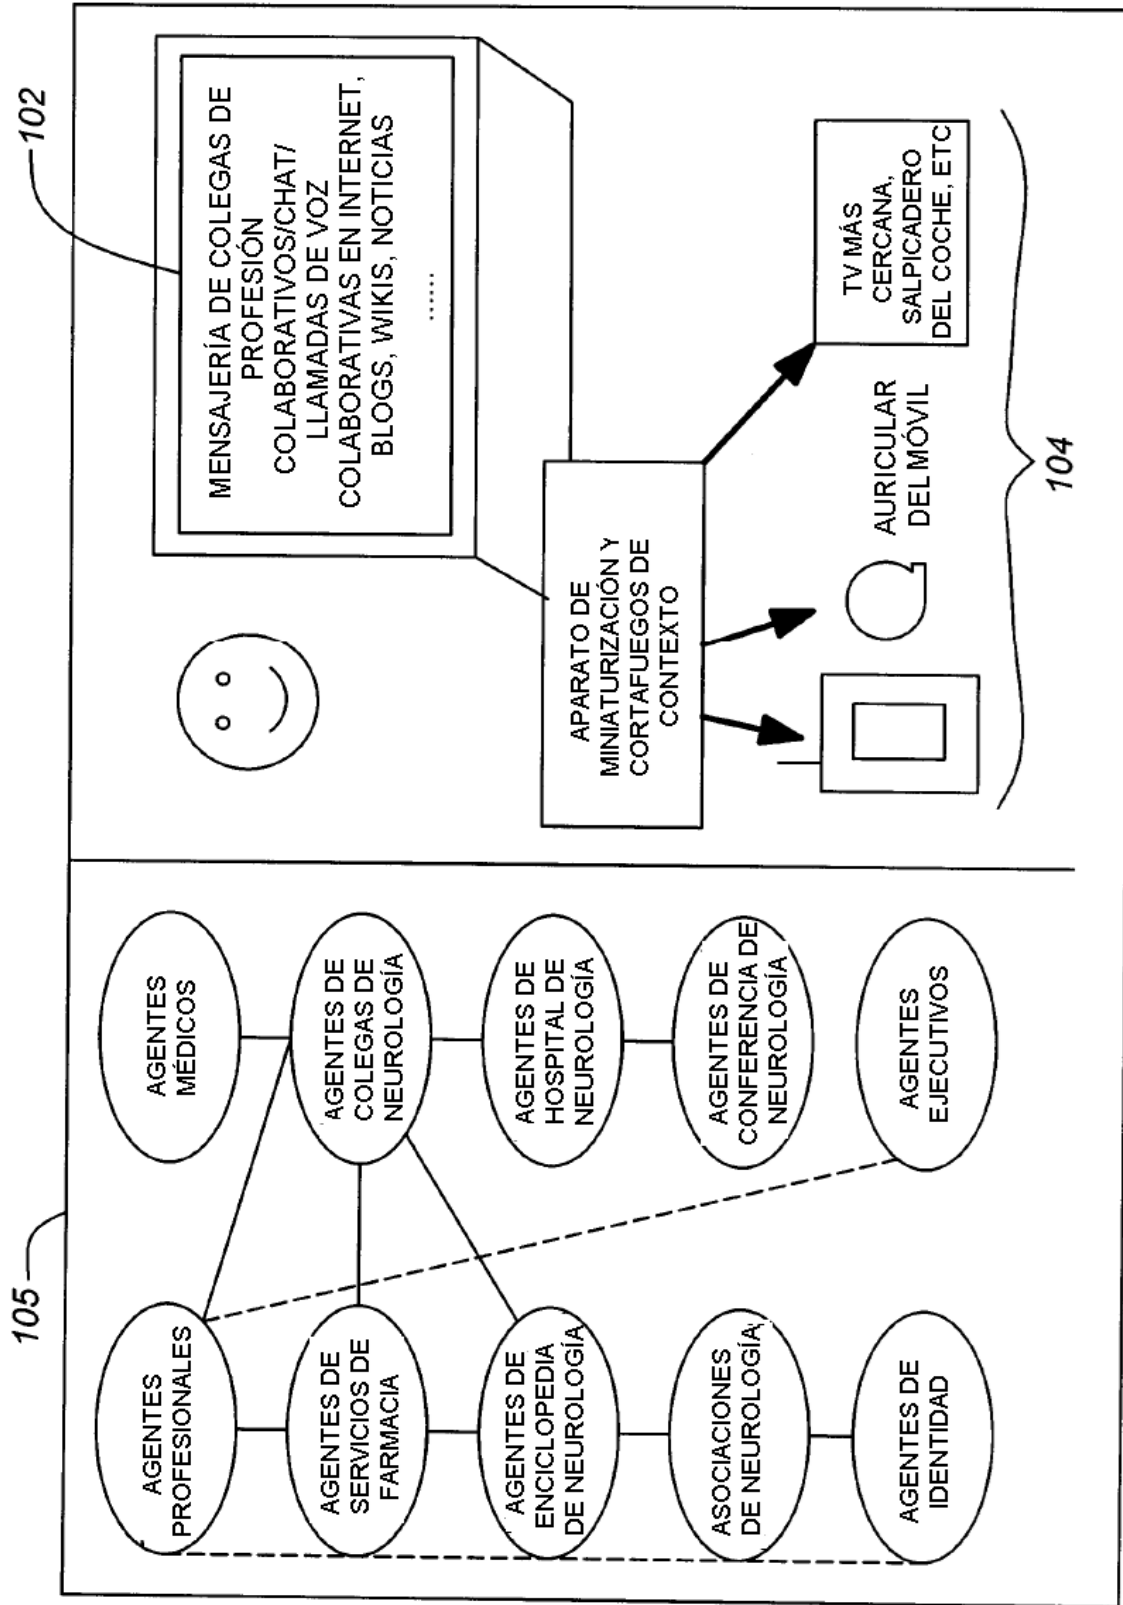 105
102
AGENTES
PROFESIONALES
AGENTES DE
SERVICIOS DE
FARMACIA
AGENTES DE
ENCICLOPEDIA
DE NEUROLOGÍA
ASOCIACIONES
DE NEUROLOGÍA
AGENTES DE
IDENTIDAD
AGENTES
MÉDICOS
AGENTES DE
COLEGAS DE
NEUROLOGÍA
AGENTES DE
HOSPITAL DE
NEUROLOGÍA
AGENTES DE
CONFERENCIA DE
NEUROLOGÍA
AGENTES
EJECUTIVOS
MENSAJERÍA DE COLEGAS DE
PROFESIÓN
COLABORATIVOS/CHAT/
LLAMADAS DE VOZ
COLABORATIVAS EN INTERNET,
BLOGS, WIKIS, NOTICIAS
......
APARATO DE
MINIATURIZACIÓN Y
CORTAFUEGOS DE
CONTEXTO
AURICULAR
DEL MÓVIL
TV MÁS
CERCANA,
SALPICADERO
DEL COCHE, ETC
104